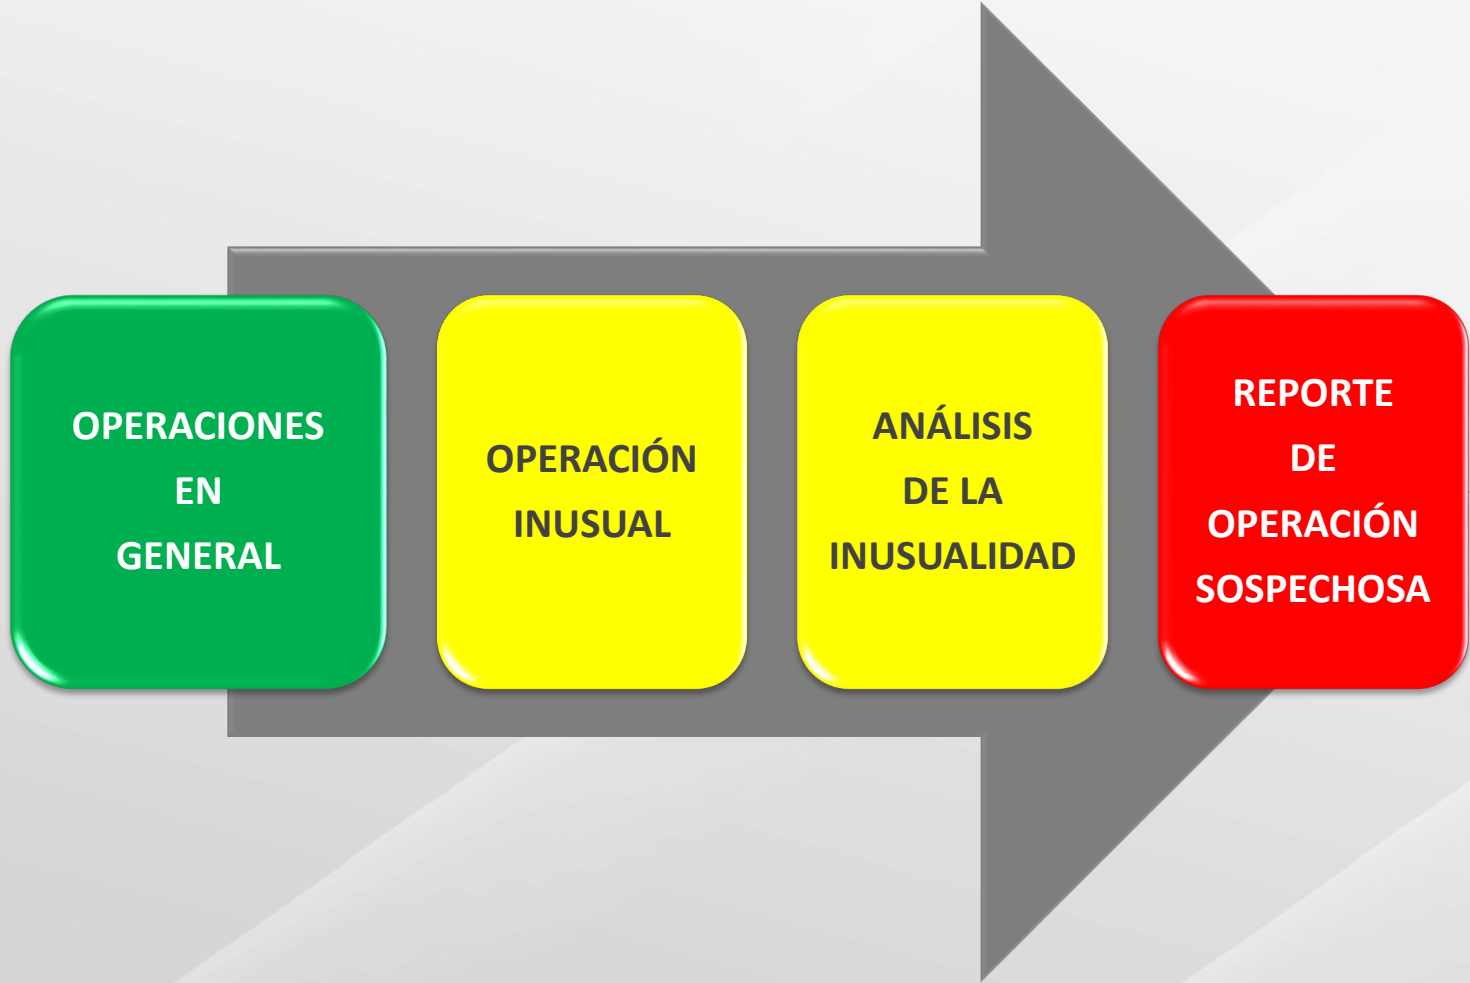 OPERACIONES
EN
GENERAL
OPERACIÓN
INUSUAL
ANÁLISIS
DE LA
INUSUALIDAD
REPORTE
DE
OPERACIÓN
SOSPECHOSA